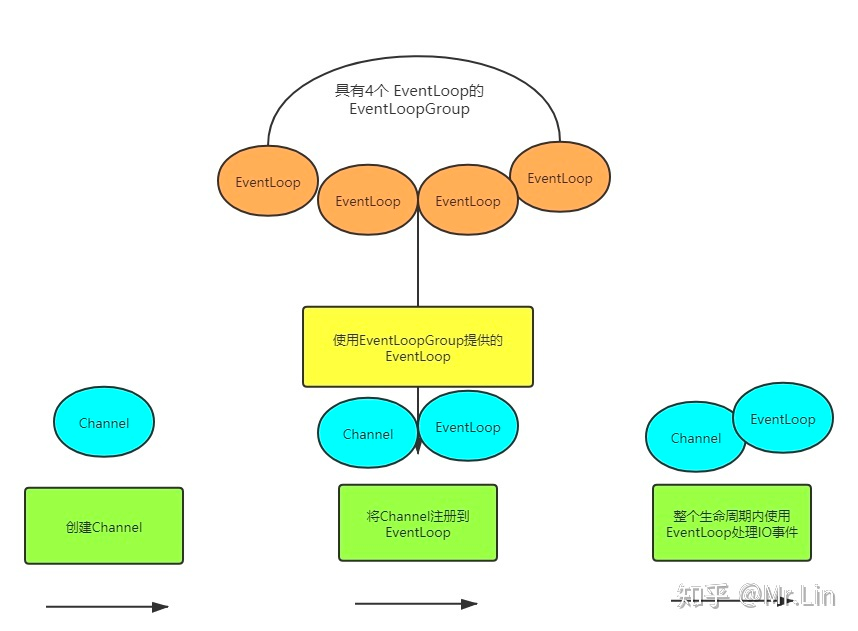 具有4个 EventLoop的
EventLoopGroup
EventLoop
EventLoop
EventLoop
EventLoop
使用EventLoopGroup提供的
EventLoop
Channel
Channel
EventLoop
Channel
EventLoop
创建Channel
将Channel注册到
EventLoop
整个生命周期内使用
EventLoop处理IO事件
知乎 @Mr.Lin